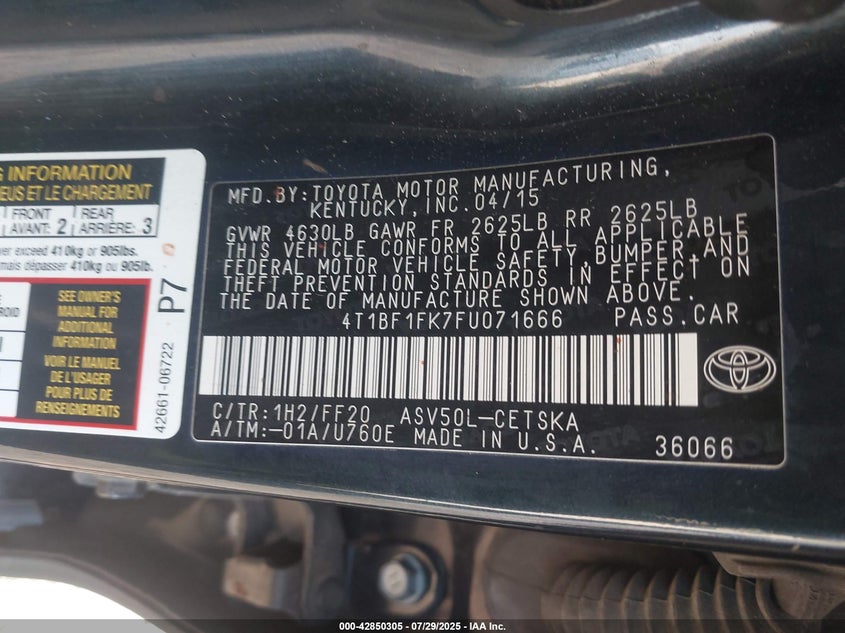 G INFORMATION
EUS ET LE CHARGEMENT
FRONT
AVANT: 2
REAR
ARRIÈRE: 3
ver exceed 410kg or 905lbs.
mais dépasser 410kg ou 905lb.
SEE OWNER'S
MANUAL FOR
ADDITIONAL
INFORMATION
VOIR LE MANUEL
DE L'USAGER
POUR PLUS DE
RENSEIGNEMENTS
P7
42661-06722
MFD.BY:TOYOTA MOTOR MANUFACTURING,
KENTUCKY,INC.04/15
GVWR 4630LB GAWR FR 2625LB RR 2625LB
THIS VEHICLE CONFORMS TO ALL APPLICABLE
FEDERAL MOTOR VEHICLE SAFETY,BUMPER,AND
THEFT PREVENTION STANDARDS IN EFFECT ON
THE DATE OF MANUFACTURE SHOWN ABOVE.
4T1BF1FK7FU071666 PASS.CAR
C/TR:1H2/FF20 ASV50L-CETSKA
A/TM:-01A/U760E MADE IN U.S.A. 36066
000-42850305 - 07/29/2025 - IAA Inc.